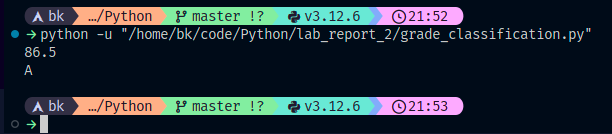 bk …/Python master !? v3.12.6 21:52
→ python -u "/home/bk/code/Python/lab_report_2/grade_classification.py"
86.5
A
bk …/Python master !? v3.12.6 21:53
→